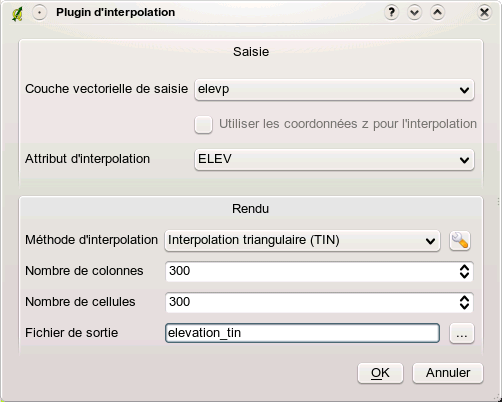 Plugin d'interpolation
Saisie
Couche vectorielle de saisie elevp
Utiliser les coordonnées z pour l'interpolation
Attribut d'interpolation ELEV
Rendu
Méthode d'interpolation Interpolation triangulaire (TIN)
Nombre de colonnes 300
Nombre de cellules 300
Fichier de sortie elevation_tin ...
OK Annuler